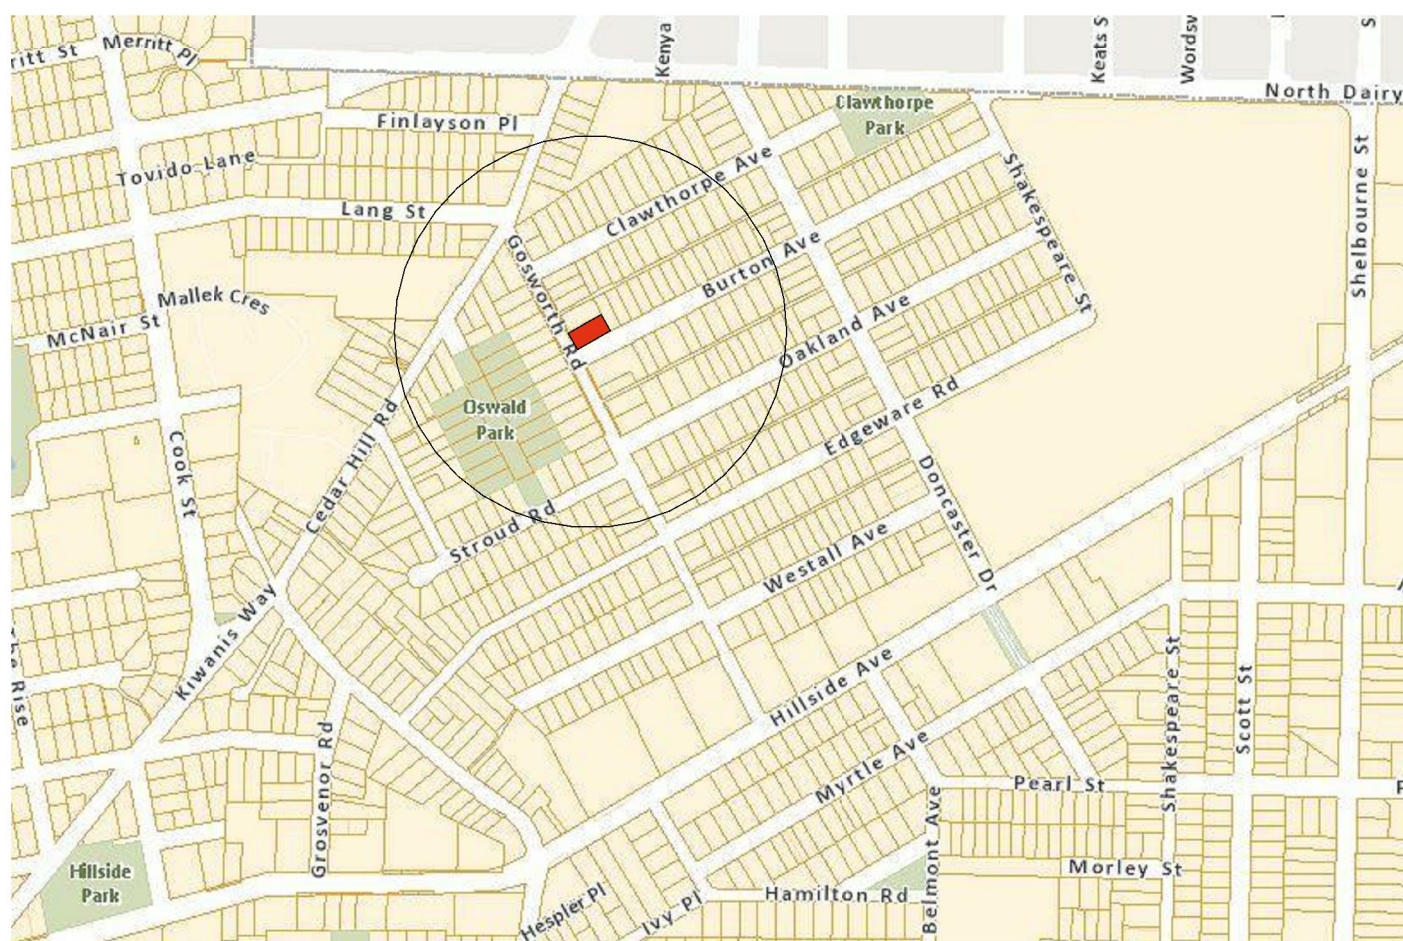 ritt St
Merritt Pl
Kenya
Keats S
Wordsv
S
North Dairy
Finlayson Pl
Clawthorpe
Park
Tovido Lane
Clawthorpe Ave
Shakespeare St
Shelbourne St
Lang St
Gosworth Rd
Burton Ave
Mallek Cres
McNair St
Oakland Ave
Oswald
Park
Cedar Hill Rd
Edgeware Rd
Cook St
Doncaster Dr
Stroud Rd
Westall Ave
Kiwanis Way
The Rise
Hillside Ave
Shakespeare St
Scott St
Grosvenor Rd
Myrtle Ave
Pearl St
Belmont Ave
Hillside
Park
Morley St
Hamilton Rd
Hespler Pl
Ivy Pl